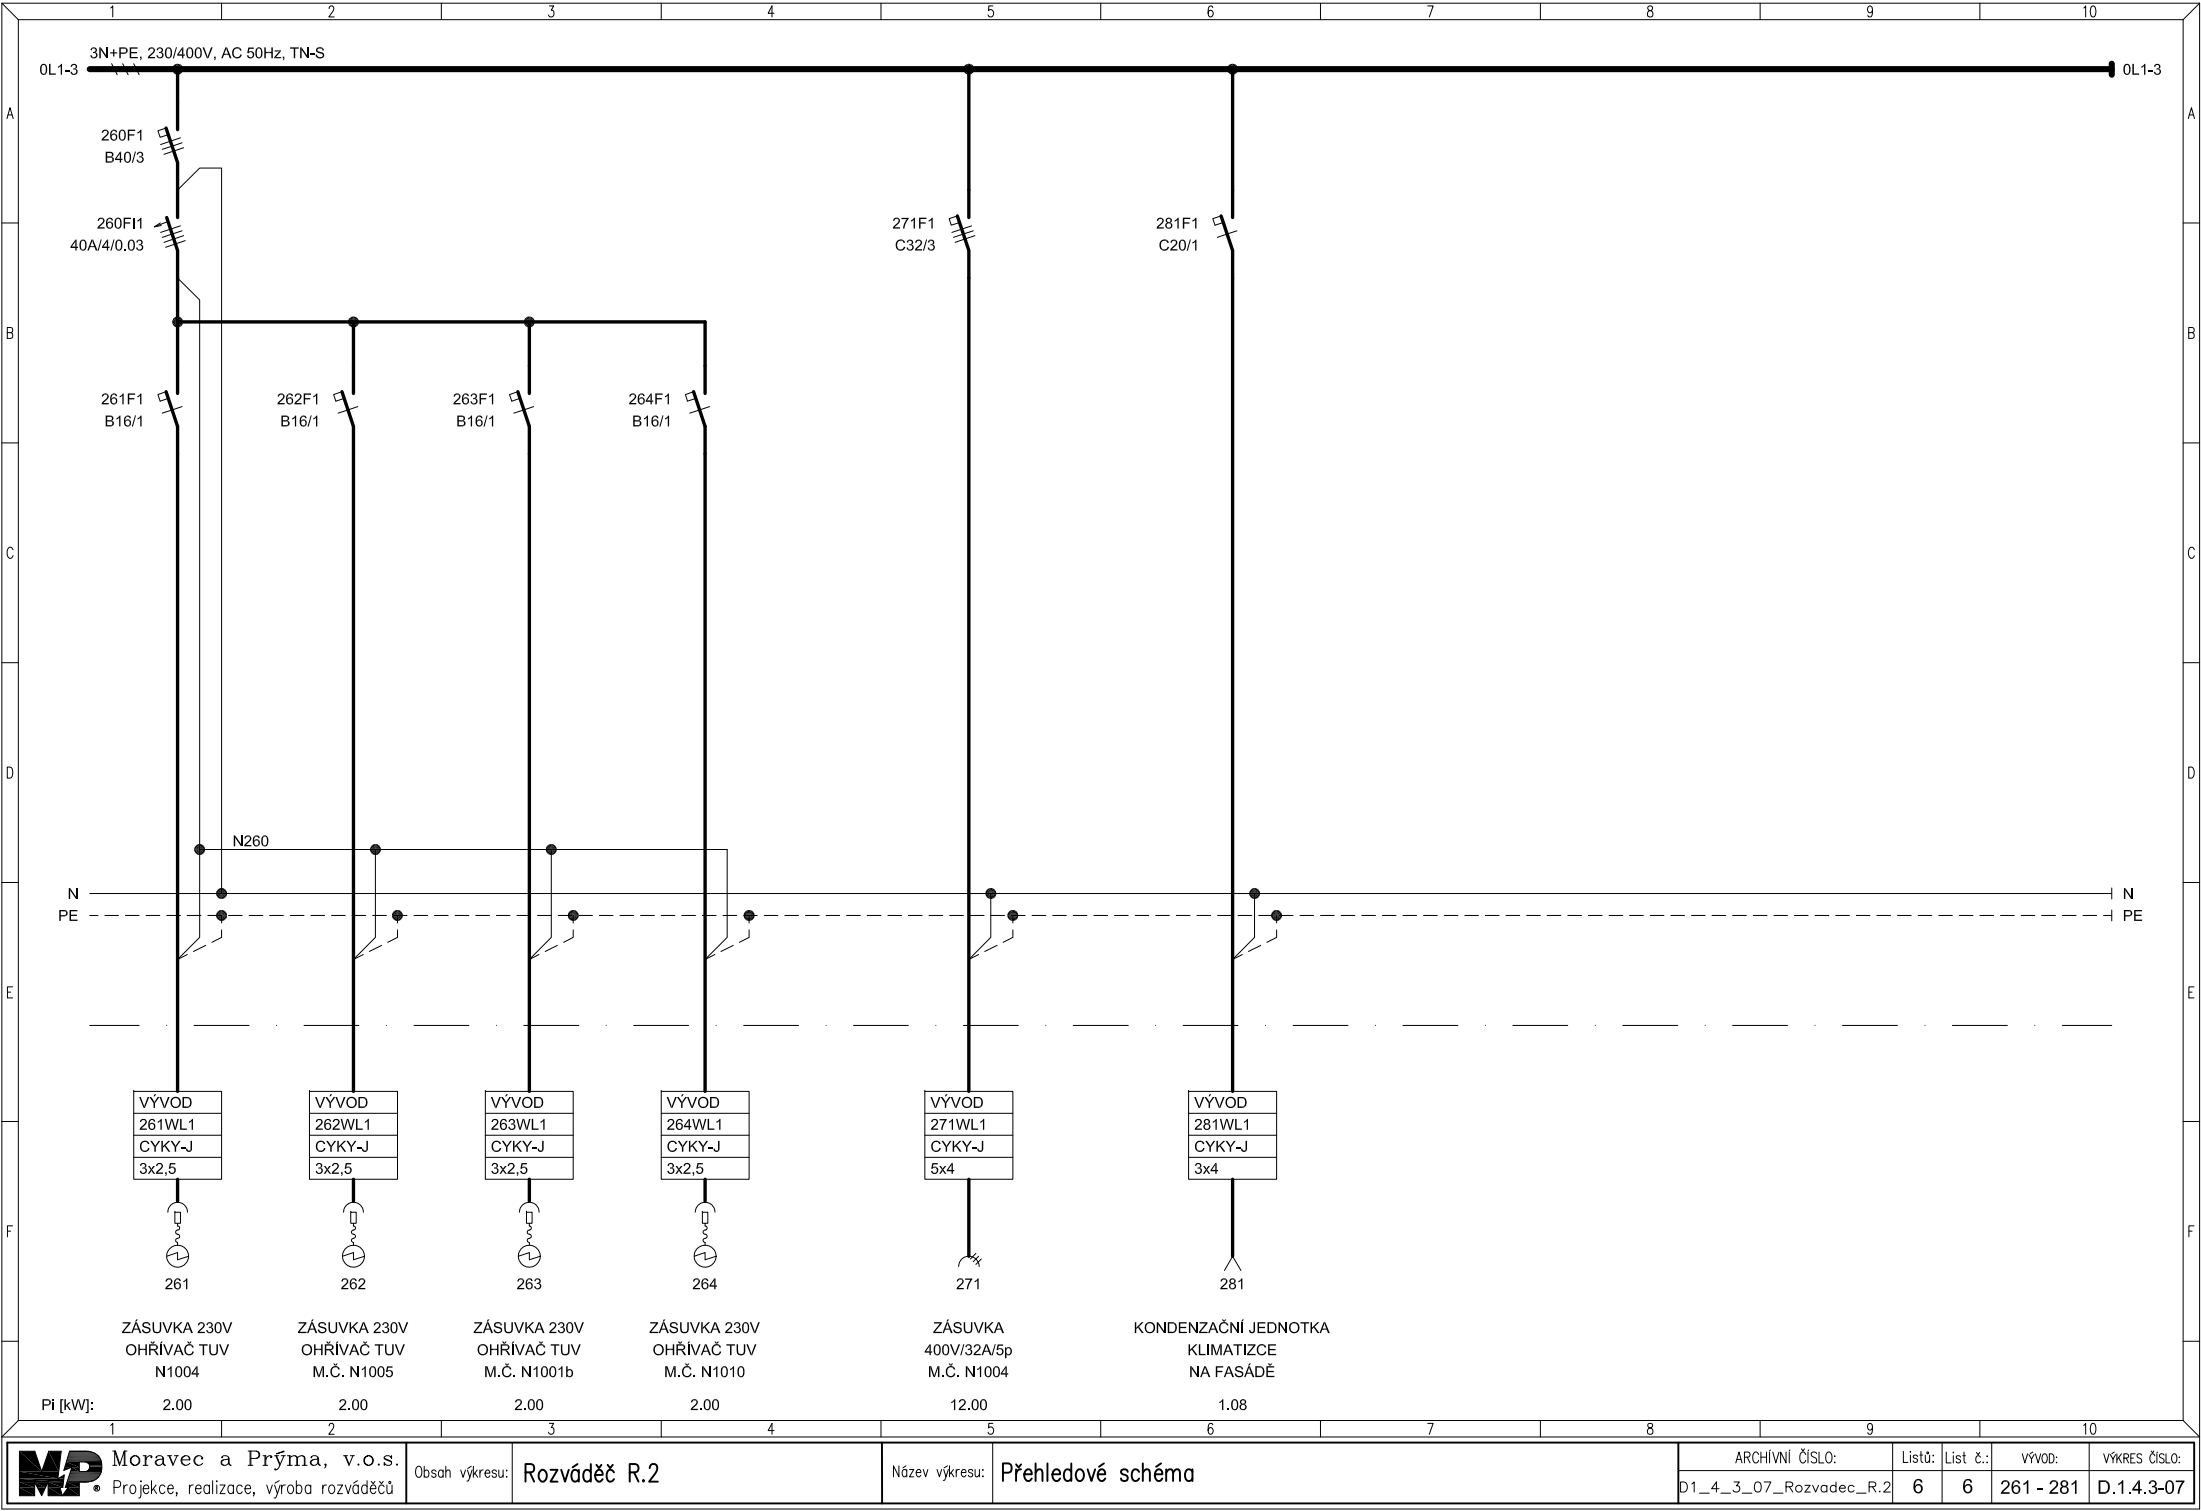 1 2 3 4 5 6 7 8 9 10
3N+PE, 230/400V, AC 50Hz, TN-S
0L1-3 0L1-3
A A
260F1
B40/3
260FI1 271F1 281F1
40A/4/0.03 C32/3 C20/1
B B
261F1 262F1 263F1 264F1
B16/1 B16/1 B16/1 B16/1
C C
D D
N260
N N
PE PE
E E
VÝVOD VÝVOD VÝVOD VÝVOD VÝVOD VÝVOD
261WL1 262WL1 263WL1 264WL1 271WL1 281WL1
CYKY-J CYKY-J CYKY-J CYKY-J CYKY-J CYKY-J
3x2,5 3x2,5 3x2,5 3x2,5 5x4 3x4
F F
261 262 263 264 271 281
ZÁSUVKA 230V ZÁSUVKA 230V ZÁSUVKA 230V ZÁSUVKA 230V ZÁSUVKA KONDENZAČNÍ JEDNOTKA
OHŘÍVAČ TUV OHŘÍVAČ TUV OHŘÍVAČ TUV OHŘÍVAČ TUV 400V/32A/5p KLIMATIZCE
N1004 M.Č. N1005 M.Č. N1001b M.Č. N1010 M.Č. N1004 NA FASÁDĚ
Pi [kW]: 2.00 2.00 2.00 2.00 12.00 1.08
1 2 3 4 5 6 7 8 9 10
MP Moravec a Prýma, v.o.s.
Projekce, realizace, výroba rozváděčů
Obsah výkresu: Rozváděč R.2
Název výkresu: Přehledové schéma
ARCHÍVNÍ ČÍSLO: Listů: List č.: VÝVOD: VÝKRES ČÍSLO:
D1_4_3_07_Rozvadec_R.2 6 6 261 - 281 D.1.4.3-07